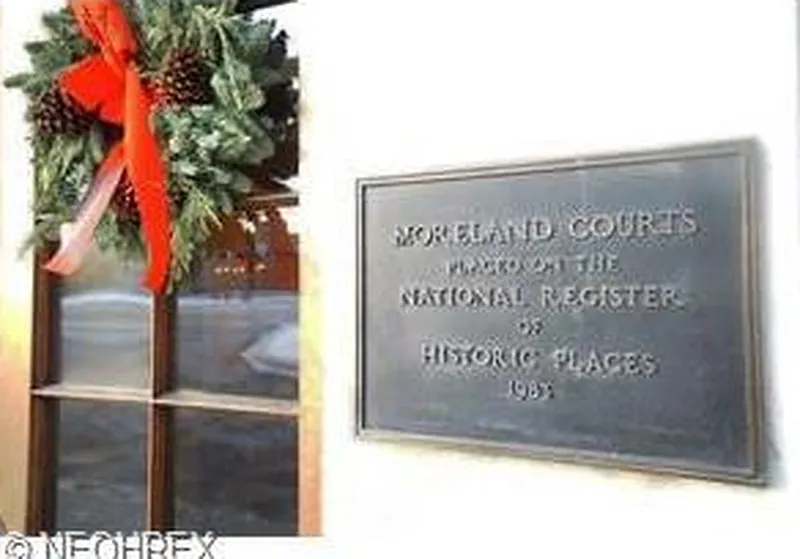 MORELAND COURTS
PLACED ON THE
NATIONAL REGISTER
OF
HISTORIC PLACES
© NEOHREX